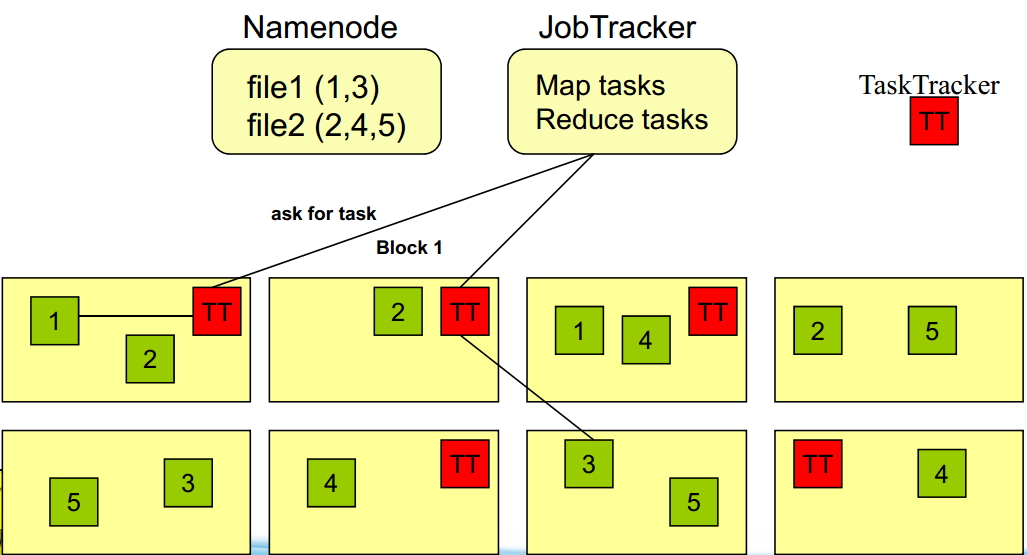 Namenode
JobTracker
file1 (1,3)
file2 (2,4,5)
Map tasks
Reduce tasks
TaskTracker
TT
ask for task
Block 1
1
TT
2
2
TT
1
4
TT
2
5
5
3
4
TT
3
5
TT
4